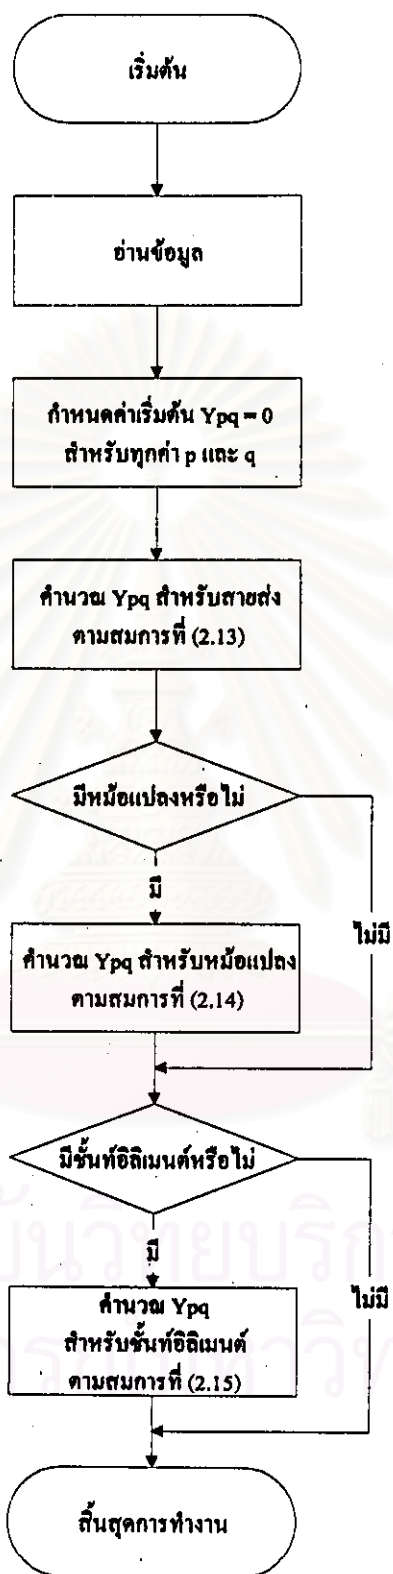 เริ่มต้น
อ่านข้อมูล
กำหนดค่าเริ่มต้น Ypq = 0
สำหรับทุกค่า p และ q
คำนวณ Ypq สำหรับสายส่ง
ตามสมการที่ (2.13)
มีหม้อแปลงหรือไม่
มี
ไม่มี
คำนวณ Ypq สำหรับหม้อแปลง
ตามสมการที่ (2.14)
มีชั้นท์อิลิเมนต์หรือไม่
มี
ไม่มี
คำนวณ Ypq
สำหรับชั้นท์อิลิเมนต์
ตามสมการที่ (2.15)
สิ้นสุดการทำงาน